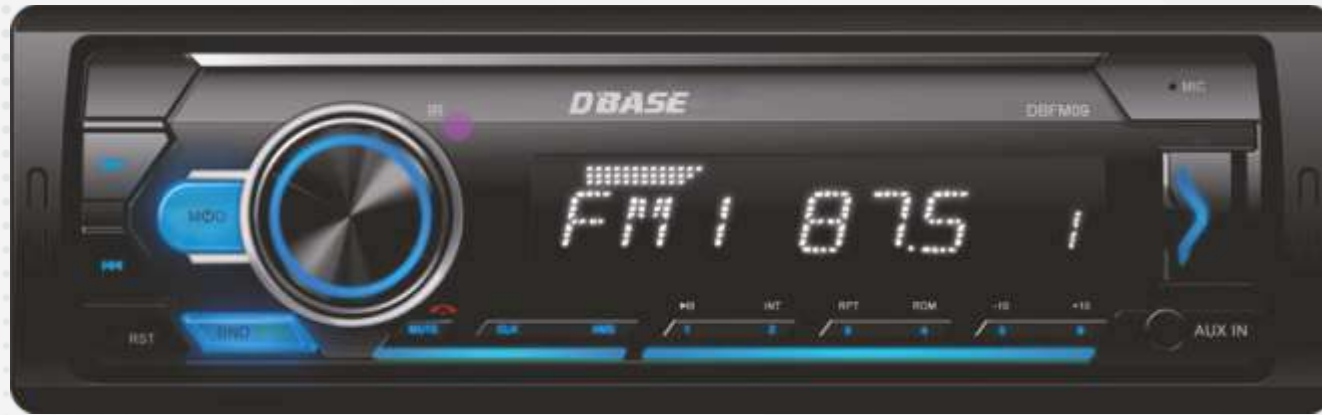 MIC
IR
DBASE
DBFM09
MOD
FM1 87.5 1
INT RPT RDM -10 +10
MUTE CLK 1 2 3 4 5 6
RST BND AUX IN